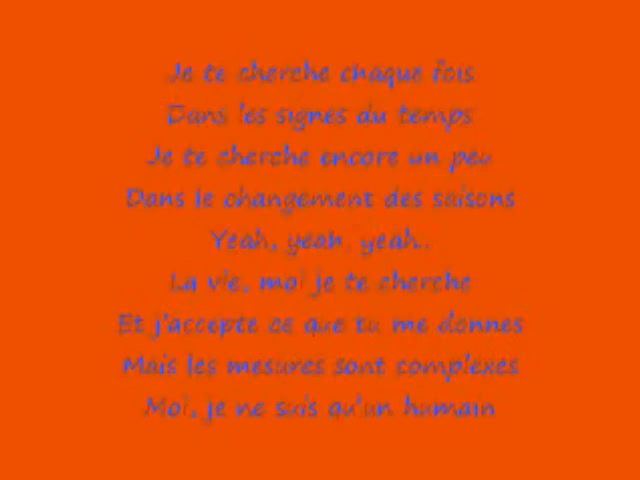 Je te cherche chaque fois
Dans les signes du temps
Je te cherche encore un peu
Dans le changement des saisons
Yeah, yeah, yeah..
La vie, moi je te cherche
Et j'accepte ce que tu me donnes
Mais les mesures sont complexes
Moi, je ne suis qu'un humain